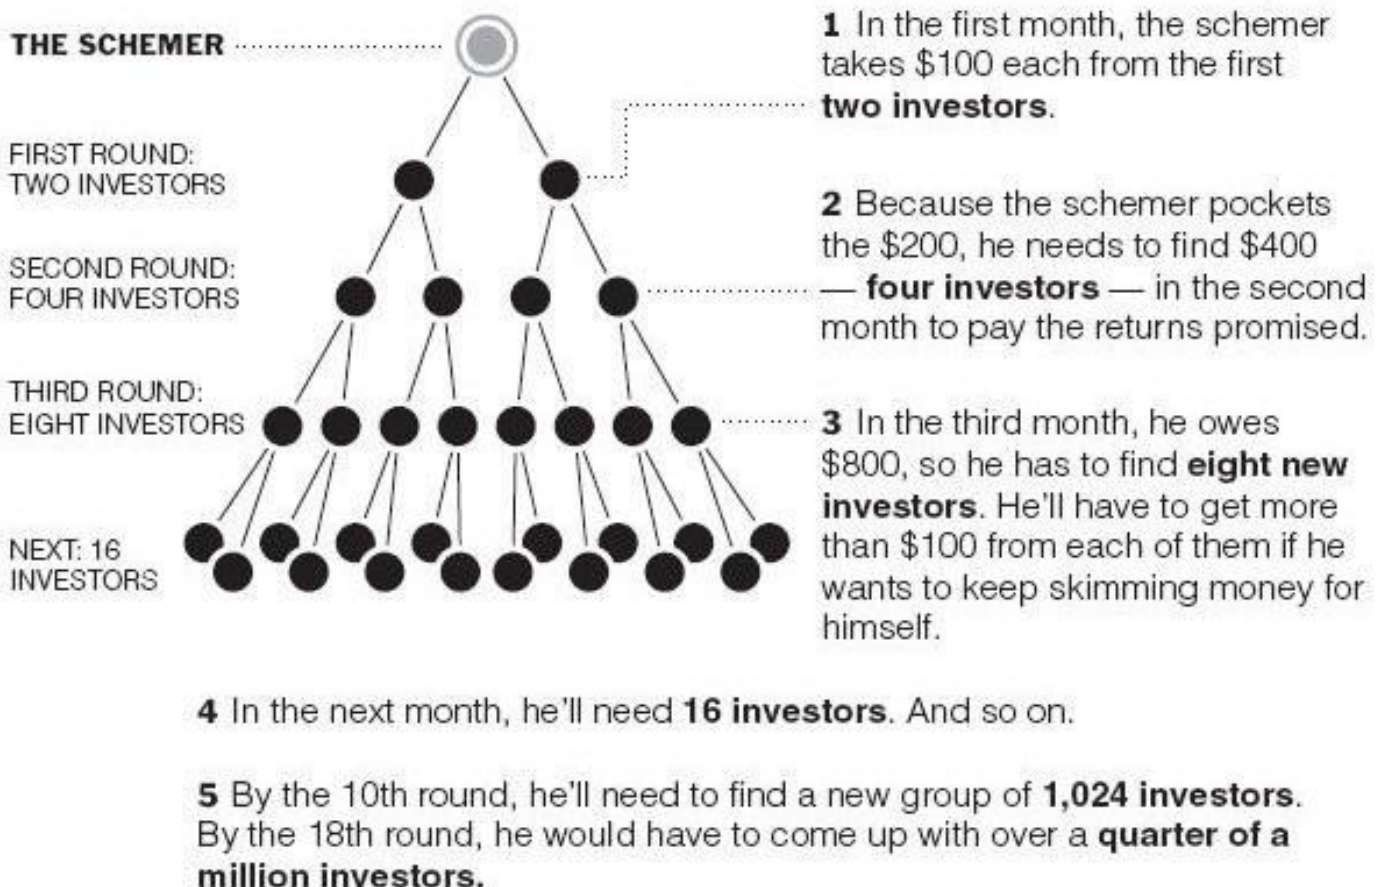 THE SCHEMER
FIRST ROUND:
TWO INVESTORS
SECOND ROUND:
FOUR INVESTORS
THIRD ROUND:
EIGHT INVESTORS
NEXT: 16
INVESTORS
1 In the first month, the schemer
takes $100 each from the first
two investors.
2 Because the schemer pockets
the $200, he needs to find $400
— four investors — in the second
month to pay the returns promised.
3 In the third month, he owes
$800, so he has to find eight new
investors. He’ll have to get more
than $100 from each of them if he
wants to keep skimming money for
himself.
4 In the next month, he’ll need 16 investors. And so on.
5 By the 10th round, he’ll need to find a new group of 1,024 investors.
By the 18th round, he would have to come up with over a quarter of a
million investors.